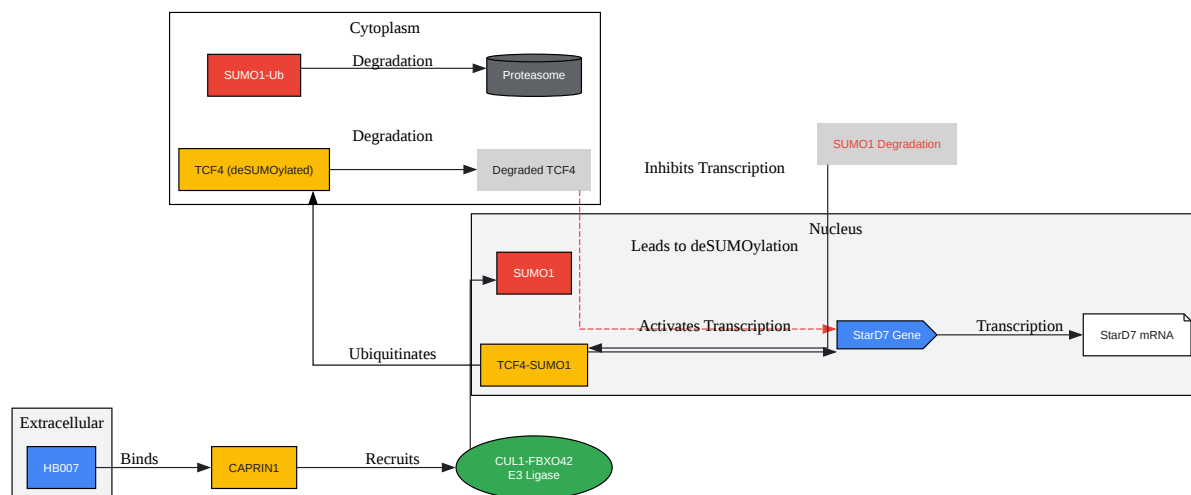 Cytoplasm
SUMO1-Ub
Degradation
Proteasome
Degradation
TCF4 (deSUMOylated)
Degraded TCF4
SUMO1 Degradation
Inhibits Transcription
Nucleus
Leads to deSUMOylation
SUMO1
Activates Transcription
StarD7 Gene
Transcription
StarD7 mRNA
Ubiquitinates
TCF4-SUMO1
Extracellular
HB007
Binds
CAPRIN1
Recruits
CUL1-FBXO42
E3 Ligase